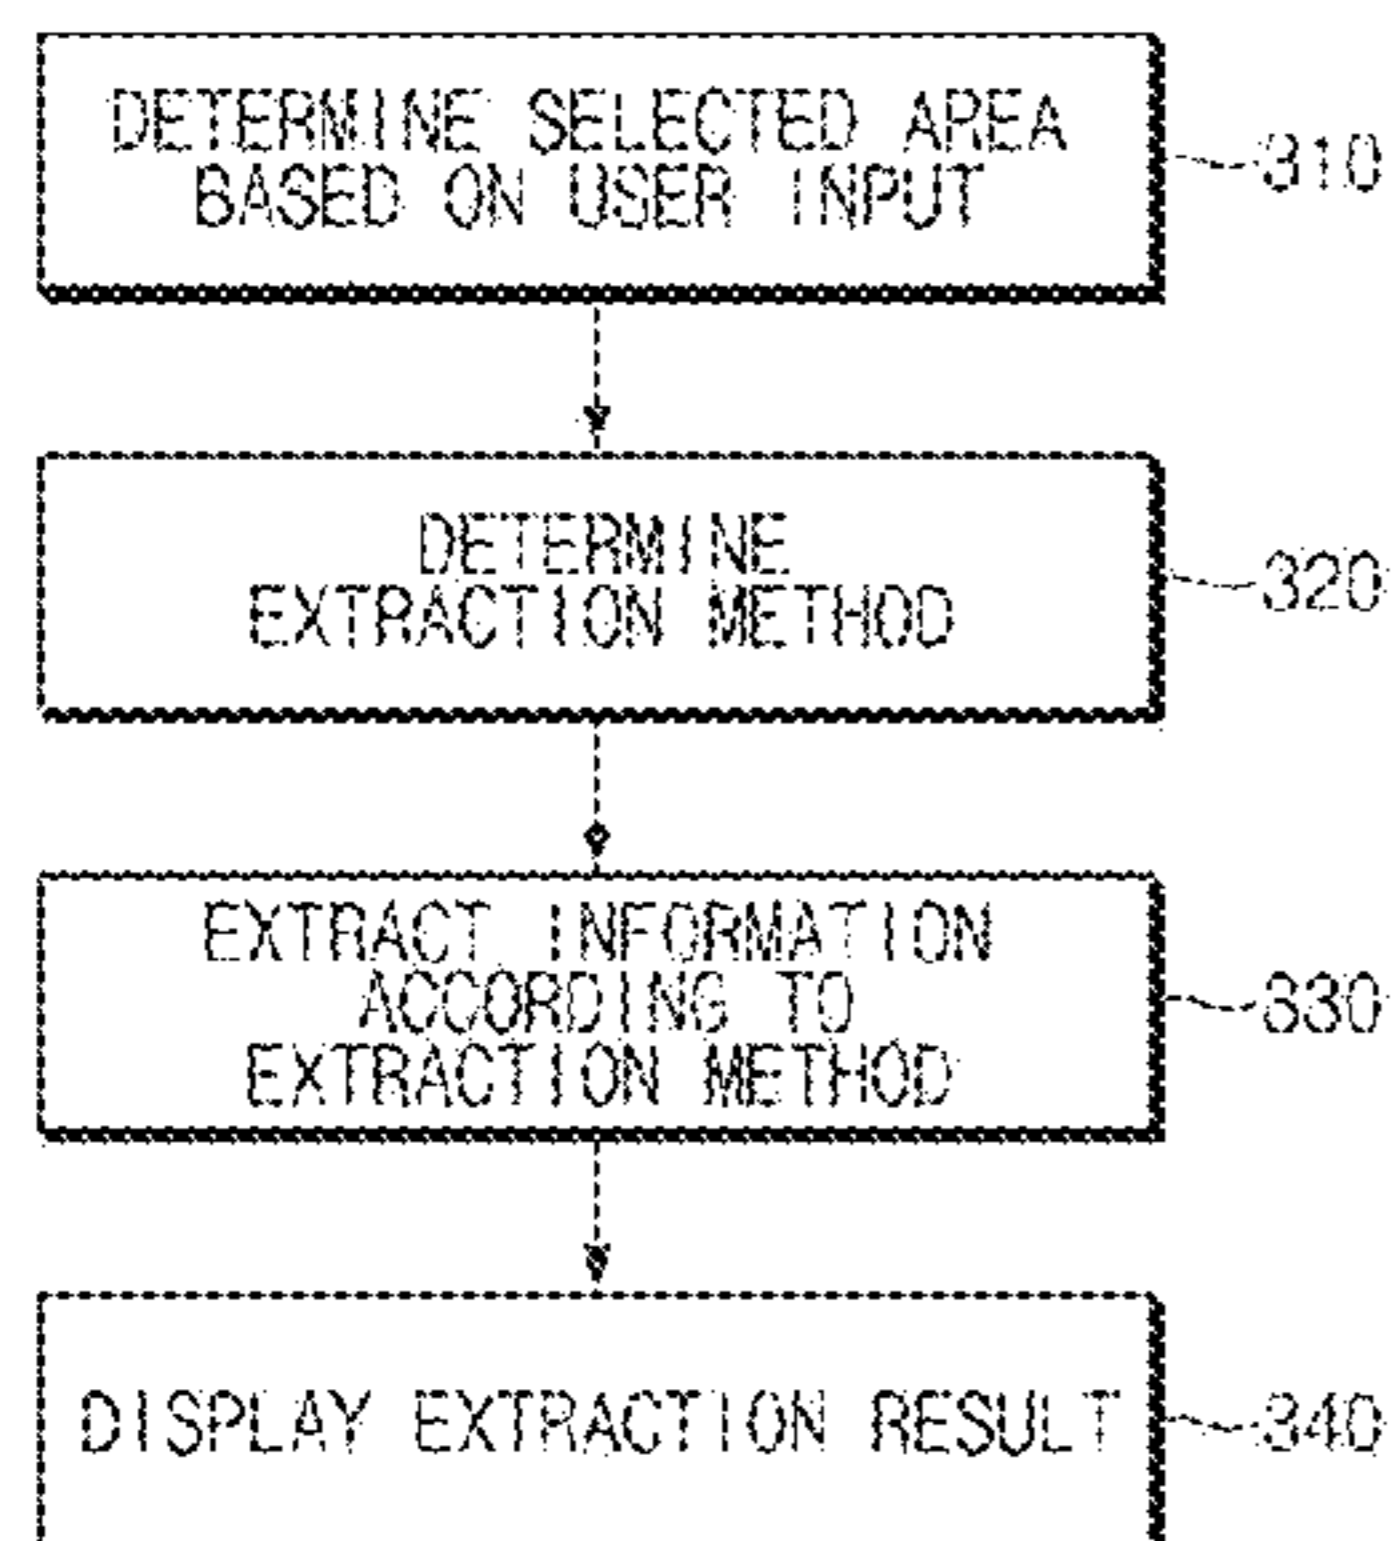 DETERMINE SELECTED AREA
BASED ON USER INPUT
310
DETERMINE
EXTRACTION METHOD
320
EXTRACT INFORMATION
ACCORDING TO
EXTRACTION METHOD
330
DISPLAY EXTRACTION RESULT
340